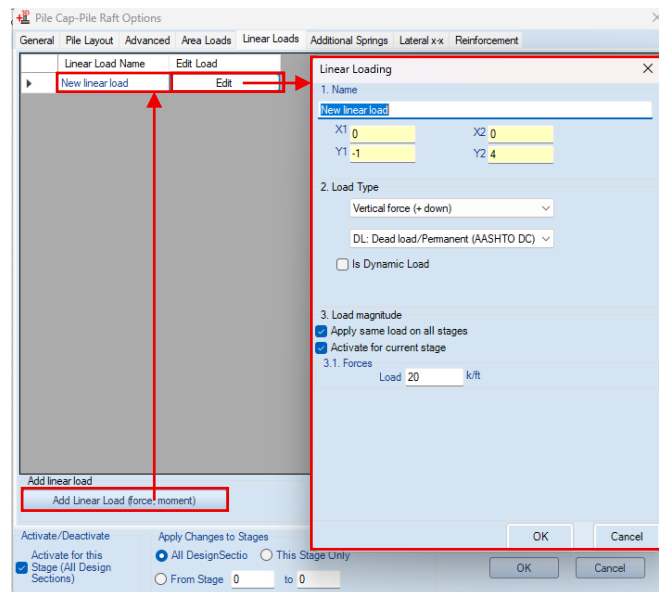 Pile Cap-Pile Raft Options
General Pile Layout Advanced Area Loads Linear Loads Additional Springs Lateral x-x Reinforcement
Linear Load Name Edit Load
New linear load Edit
Add linear load
Add Linear Load (force, moment)
Linear Loading
1. Name
New linear load
X1 0 X2 0
Y1 -1 Y2 4
2. Load Type
Vertical force (+ down)
DL: Dead load/Permanent (AASHTO DC)
Is Dynamic Load
3. Load magnitude
Apply same load on all stages
Activate for current stage
3.1. Forces
Load 20 k/ft
OK Cancel
Activate/Deactivate
Activate for this
Stage (All Design
Sections)
Apply Changes to Stages
All DesignSectio This Stage Only
From Stage 0 to 0
OK Cancel